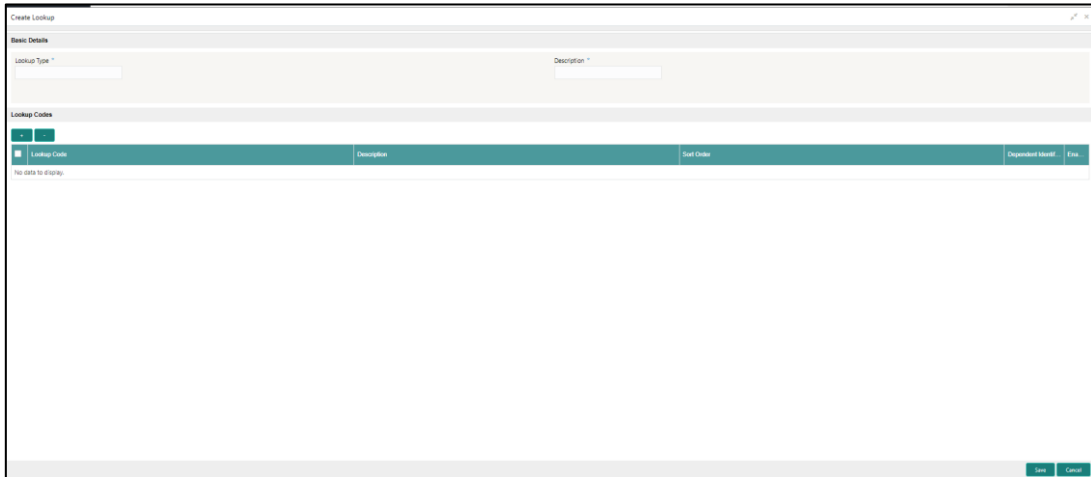 Create Lookup
Basic Details
Lookup Type *
Description *
Lookup Codes
+ -
Lookup Code Description Sort Order Dependent Identif... Ena...
No data to display.
Save Cancel